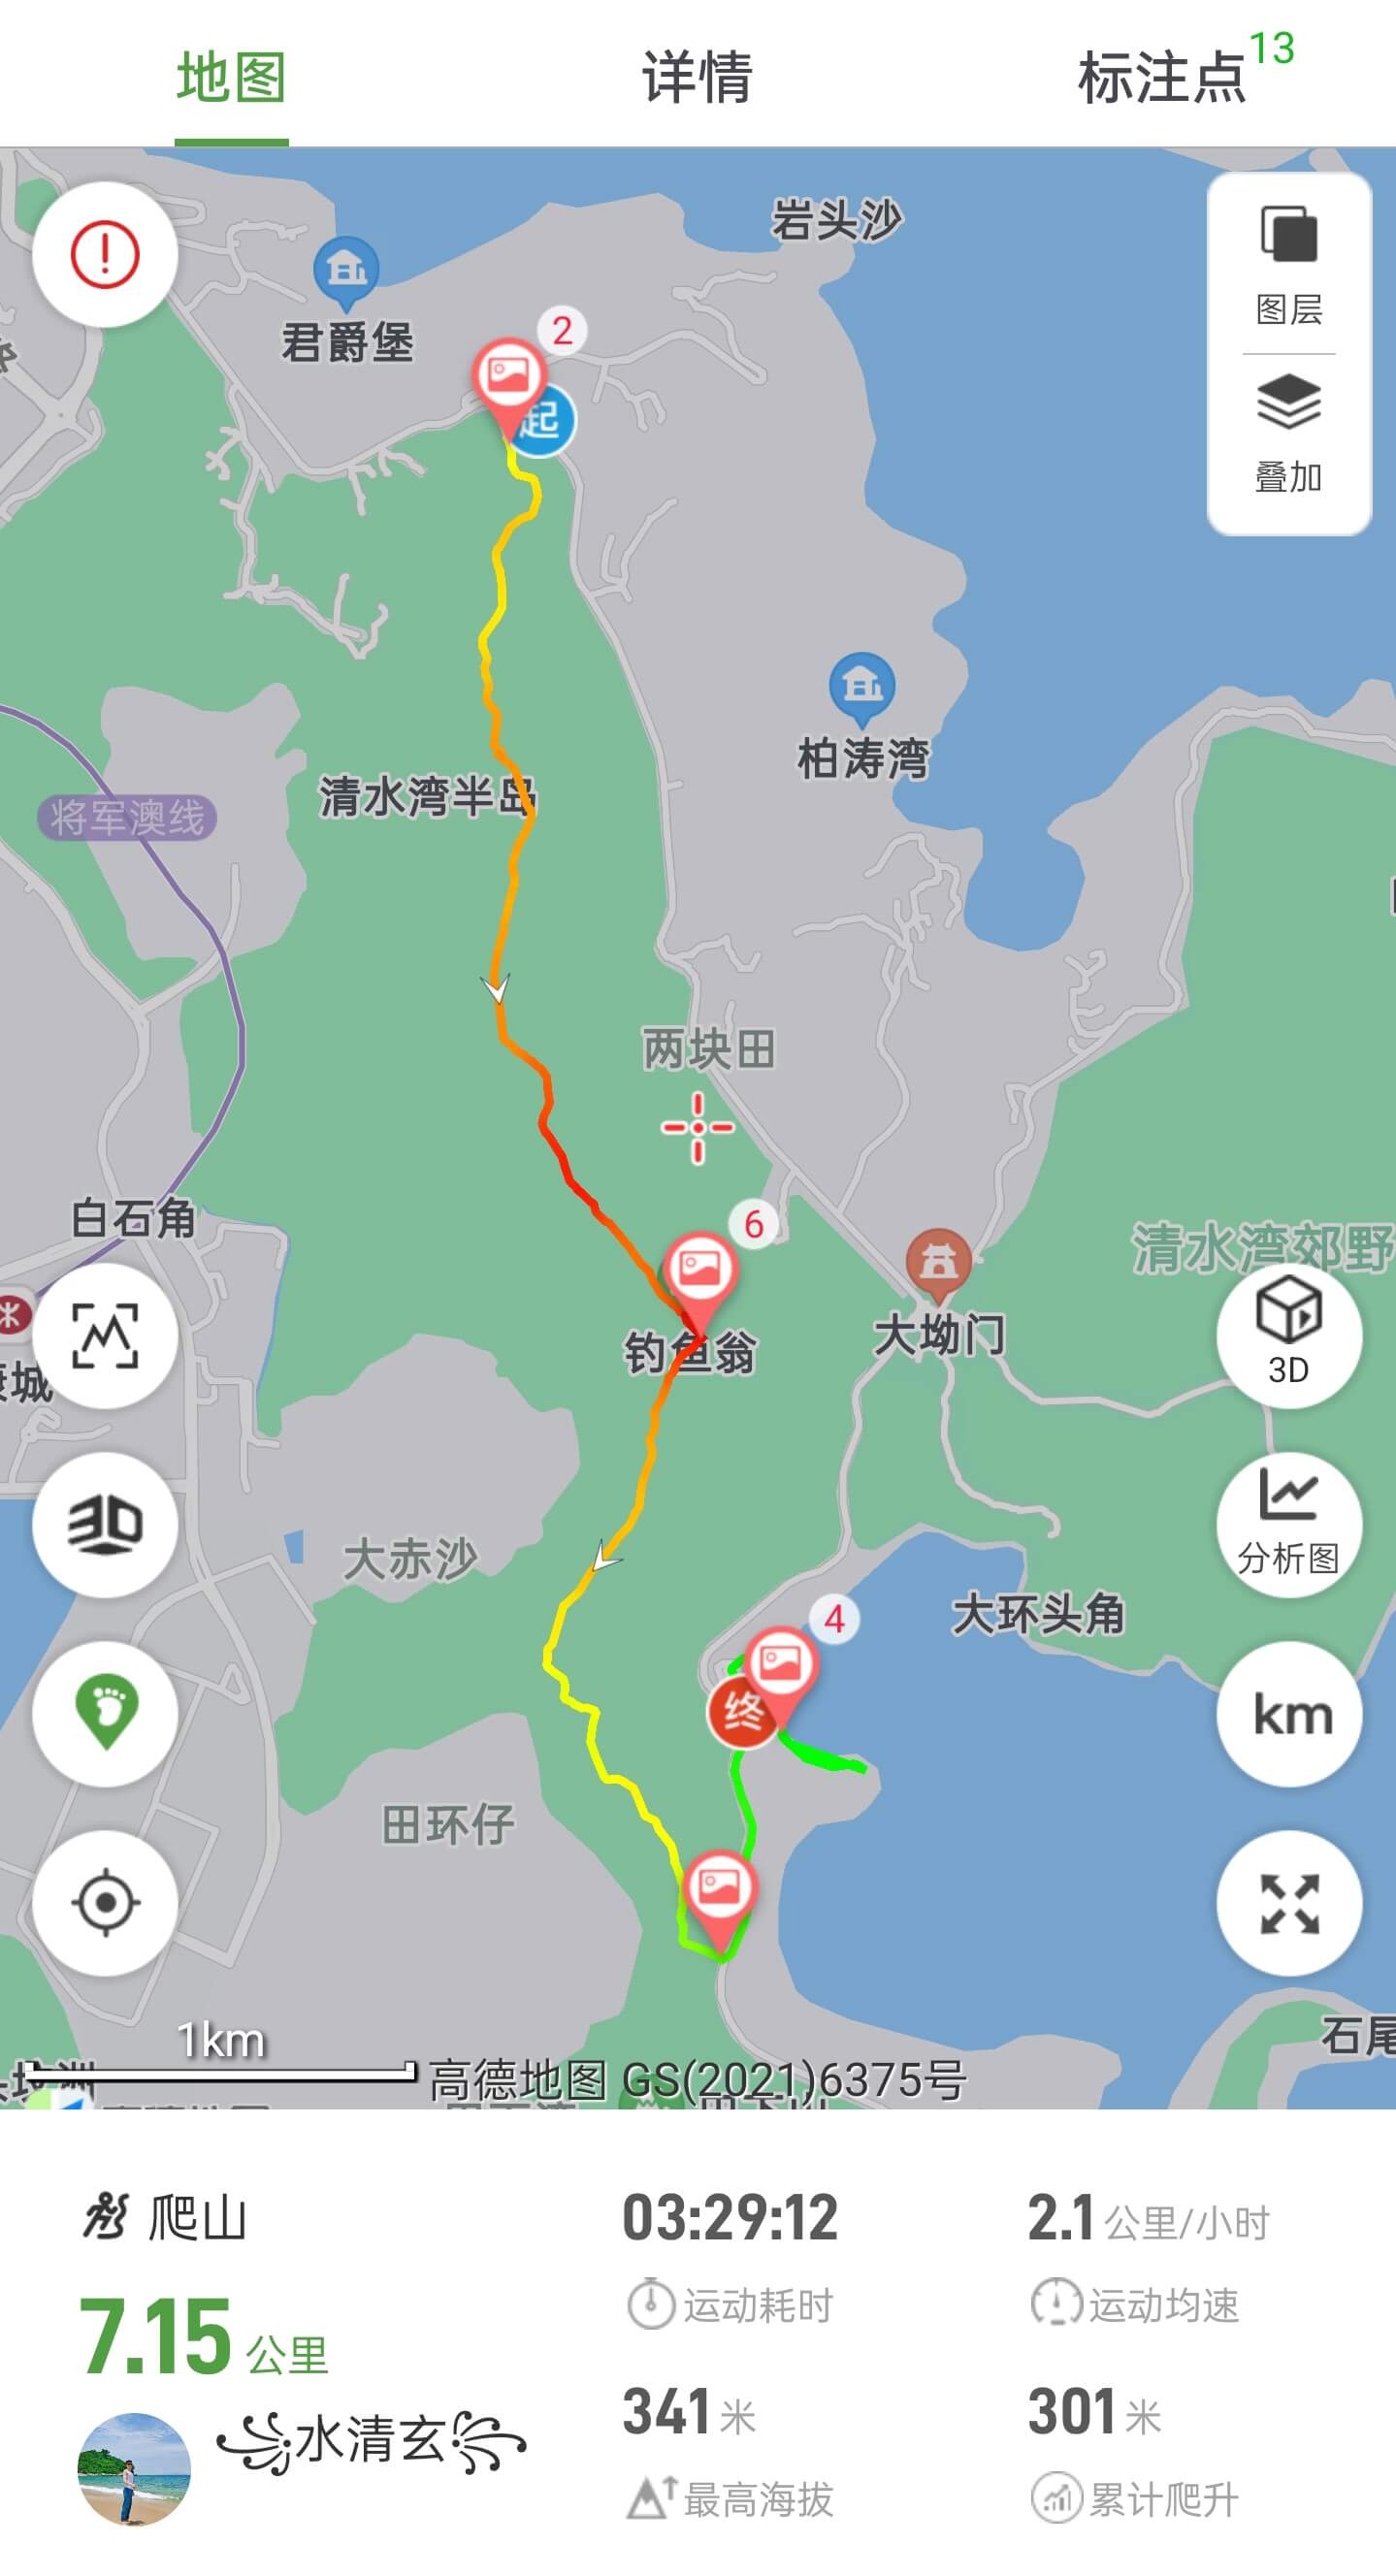 地图
详情
标注点
13
岩头沙
图层
君爵堡
2
起
叠加
柏涛湾
清水湾半岛
将军澳线
两块田
白石角
6
清水湾郊野
大坳门
钓鱼翁
3D
3D
大赤沙
分析图
大环头角
4
终
km
田环仔
石尾
1km
高德地图 GS(2021)6375号
爬山
03:29:12
2.1 公里/小时
运动耗时
运动均速
7.15 公里
341 米
301 米
水清玄
最高海拔
累计爬升